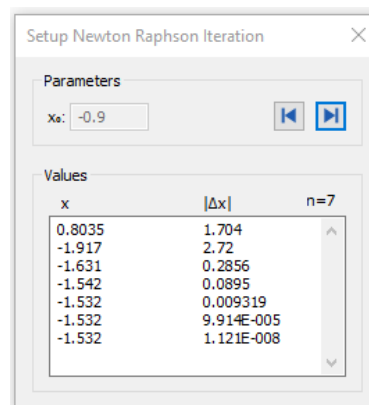 Setup Newton Raphson Iteration
Parameters
x₀: -0.9
Values
x |Δx| n=7
0.8035 1.704
-1.917 2.72
-1.631 0.2856
-1.542 0.0895
-1.532 0.009319
-1.532 9.914E-005
-1.532 1.121E-008